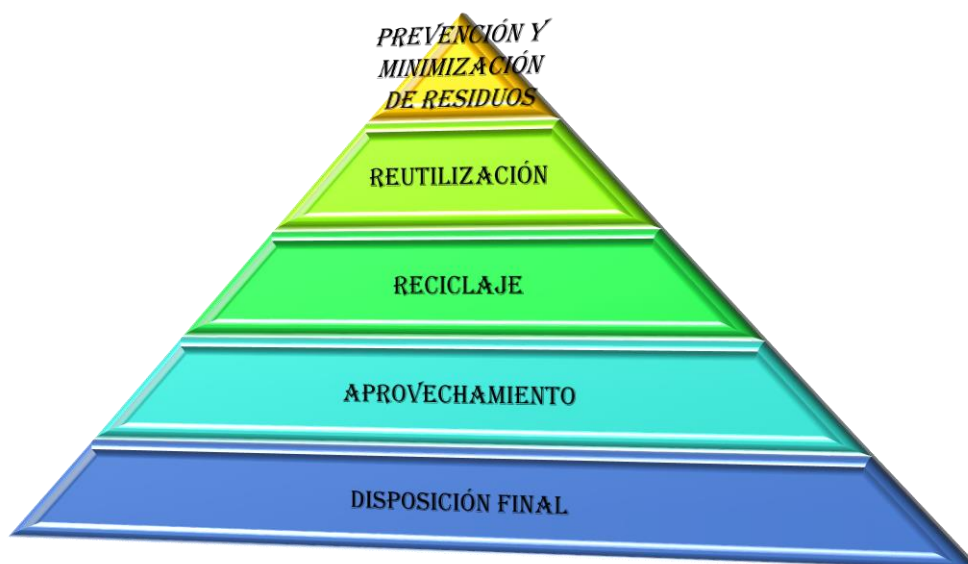 PREVENCIÓN Y
MINIMIZACIÓN
DE RESIDUOS
REUTILIZACIÓN
RECICLAJE
APROVECHAMIENTO
DISPOSICIÓN FINAL